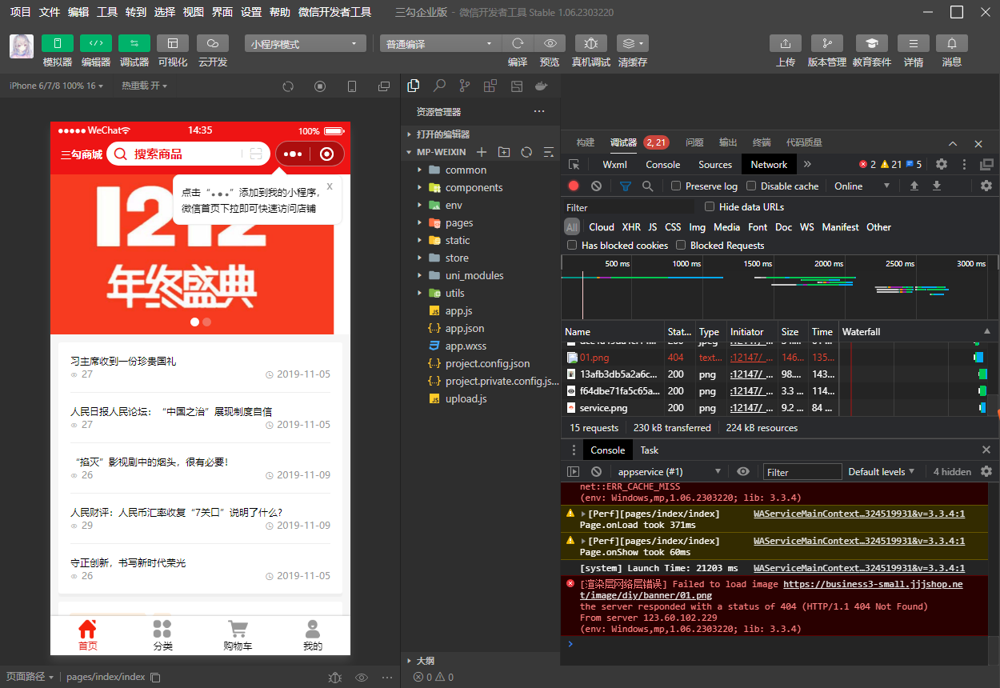 项目 文件 编辑 工具 转到 选择 视图 界面 设置 帮助 微信开发者工具 三勾企业版 - 微信开发者工具 Stable 1.06.2303220
小程序模式 普通编译
模拟器 编辑器 调试器 可视化 云开发 编译 预览 真机调试 清缓存 上传 版本管理 教育套件 详情 消息
iPhone 6/7/8 100% 16 热重载 开
WeChat 14:35 100%
三勾商城 搜索商品
点击“•••”添加到我的小程序, X
微信首页下拉即可快速访问店铺
1212
年终盛典
习主席收到一份珍贵国礼
27 2019-11-05
人民日报人民论坛：“中国之治”展现制度自信
27 2019-11-05
“掐灭”影视剧中的烟头，很有必要!
26 2019-11-09
人民财评：人民币汇率收复“7关口”说明了什么?
29 2019-11-09
守正创新，书写新时代荣光
26 2019-11-05
首页 分类 购物车 我的
页面路径 pages/index/index
资源管理器
打开的编辑器
MP-WEIXIN
common
components
env
pages
static
store
uni_modules
utils
app.js
app.json
app.wxss
project.config.json
project.private.config.js...
upload.js
大纲
0 0
构建 调试器 2, 21 问题 输出 终端 代码质量
Wxml Console Sources Network » 2 21 5
Preserve log Disable cache Online
Filter Hide data URLs
All Cloud XHR JS CSS Img Media Font Doc WS Manifest Other
Has blocked cookies Blocked Requests
500 ms 1000 ms 1500 ms 2000 ms 2500 ms 3000 ms
Name Stat... Type Initiator Size Time Waterfall
01.png 404 text... :12147/_... 146... 135...
13afb3db5a2a6c... 200 png :12147/_... 98.... 143...
f64dbe71fa5c65a... 200 png :12147/_... 3.3 ... 114...
service.png 200 png :12147/_... 9.2 ... 84 ...
15 requests 230 kB transferred 224 kB resources
Console Task
appservice (#1) Filter Default levels 4 hidden
net::ERR_CACHE_MISS
(env: Windows,mp,1.06.2303220; lib: 3.3.4)
[Perf][pages/index/index] WAServiceMainContext…324519931&v=3.3.4:1
Page.onLoad took 371ms
[Perf][pages/index/index] WAServiceMainContext…324519931&v=3.3.4:1
Page.onShow took 60ms
[system] Launch Time: 21203 ms WAServiceMainContext…324519931&v=3.3.4:1
[渲染层网络层错误] Failed to load image https://business3-small.jjjshop.ne
t/image/diy/banner/01.png
the server responded with a status of 404 (HTTP/1.1 404 Not Found)
From server 123.60.102.229
(env: Windows,mp,1.06.2303220; lib: 3.3.4)